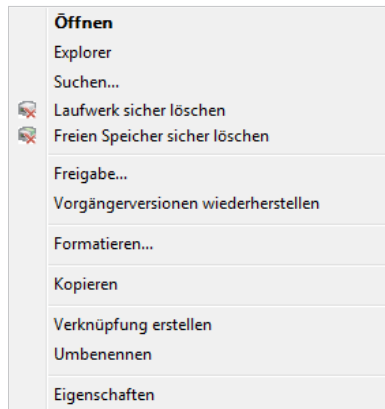 Öffnen
Explorer
Suchen...
Laufwerk sicher löschen
Freien Speicher sicher löschen
Freigabe...
Vorgängerversionen wiederherstellen
Formatieren...
Kopieren
Verknüpfung erstellen
Umbenennen
Eigenschaften